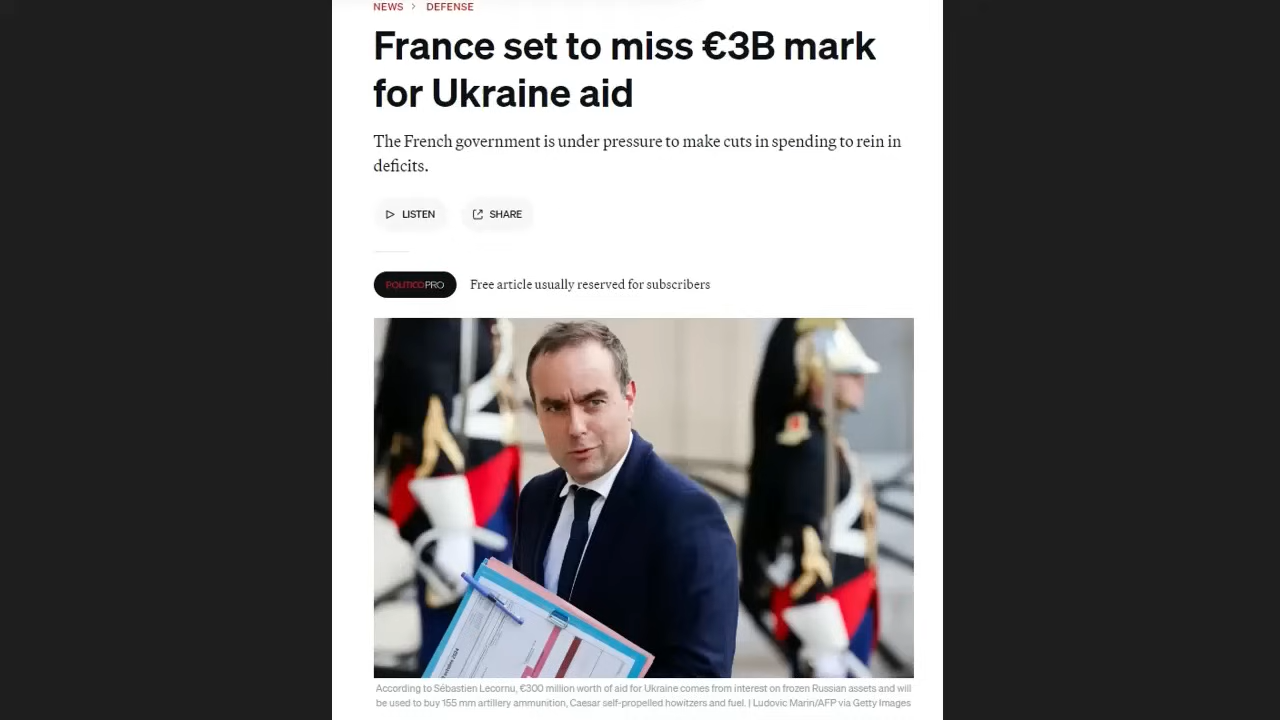 NEWS > DEFENSE
France set to miss €3B mark
for Ukraine aid
The French government is under pressure to make cuts in spending to rein in
deficits.
LISTEN SHARE
POLITICO PRO Free article usually reserved for subscribers
According to Sébastien Lecornu, €300 million worth of aid for Ukraine comes from interest on frozen Russian assets and will
be used to buy 155 mm artillery ammunition, Caesar self-propelled howitzers and fuel. | Ludovic Marin/AFP via Getty Images